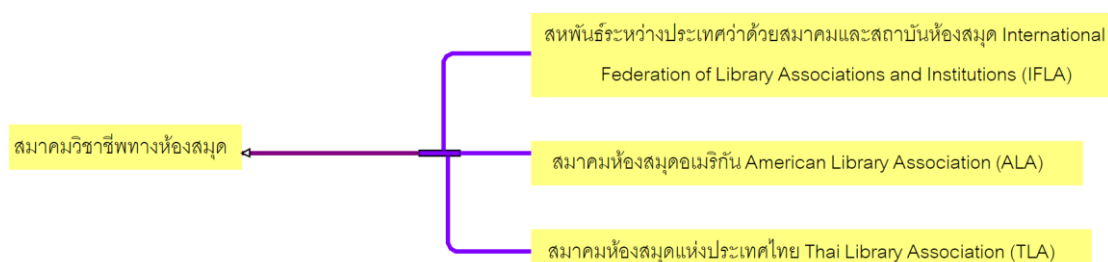 สหพันธ์ระหว่างประเทศว่าด้วยสมาคมและสถาบันห้องสมุด International
Federation of Library Associations and Institutions (IFLA)
สมาคมวิชาชีพทางห้องสมุด
สมาคมห้องสมุดอเมริกัน American Library Association (ALA)
สมาคมห้องสมุดแห่งประเทศไทย Thai Library Association (TLA)